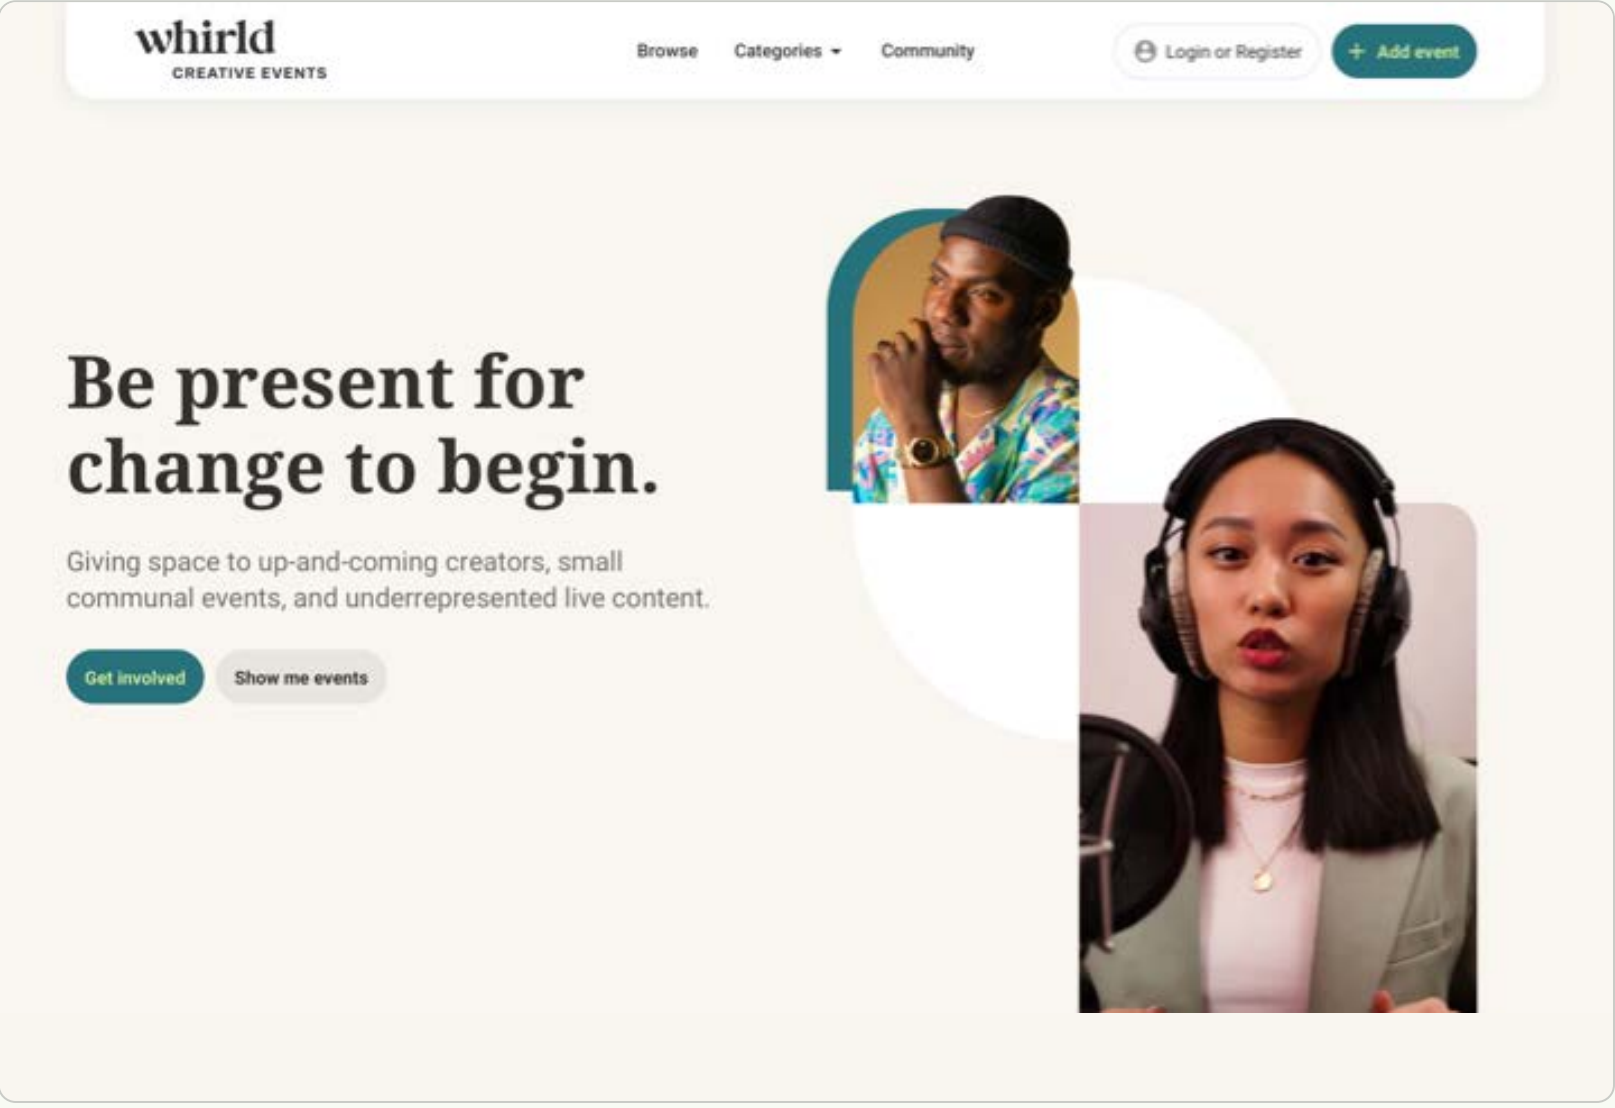 whirld
CREATIVE EVENTS
Browse
Categories
Community
Login or Register
+ Add event
Be present for
change to begin.
Giving space to up-and-coming creators, small
communal events, and underrepresented live content.
Get involved
Show me events